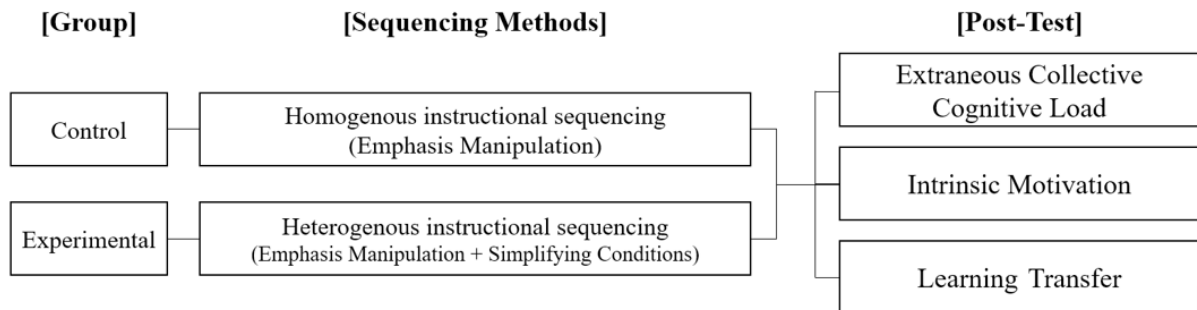 [Group]
[Sequencing Methods]
[Post-Test]
Control
Homogenous instructional sequencing
(Emphasis Manipulation)
Experimental
Heterogenous instructional sequencing
(Emphasis Manipulation + Simplifying Conditions)
Extraneous Collective
Cognitive Load
Intrinsic Motivation
Learning Transfer